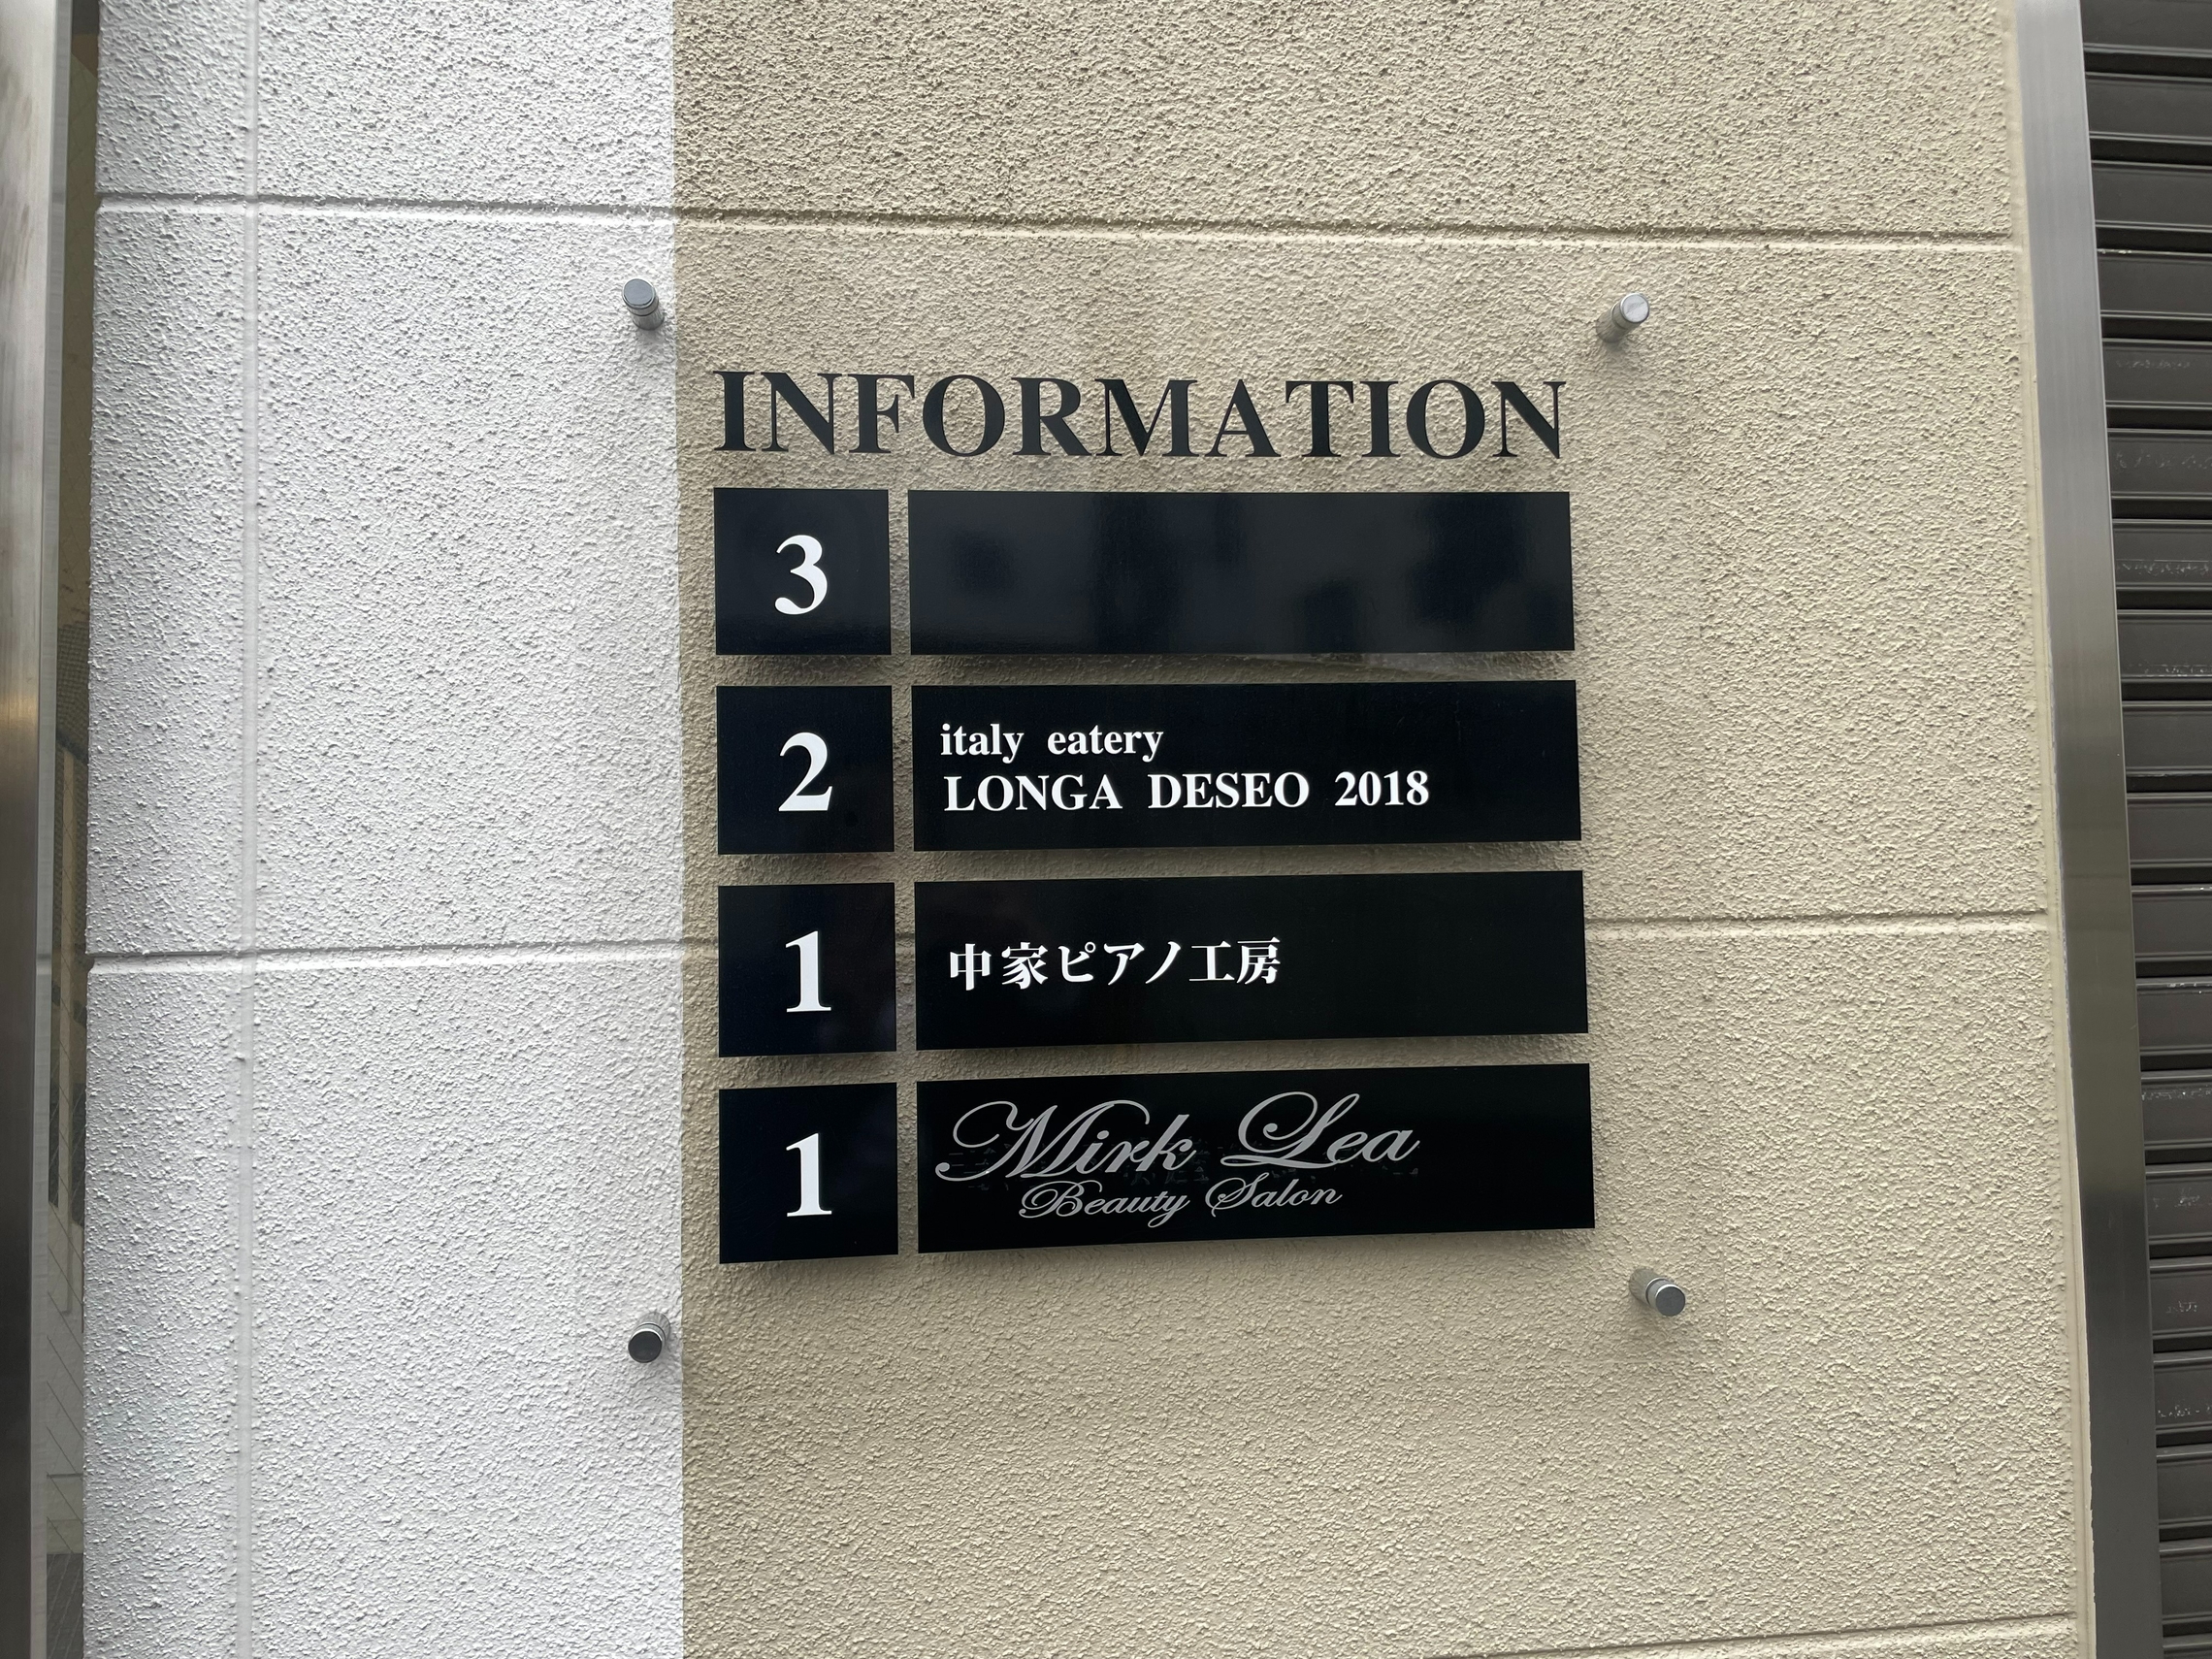 INFORMATION
3
2
italy eatery
LONGA DESEO 2018
1
中家ピアノ工房
1
Mirk Lea
Beauty Salon